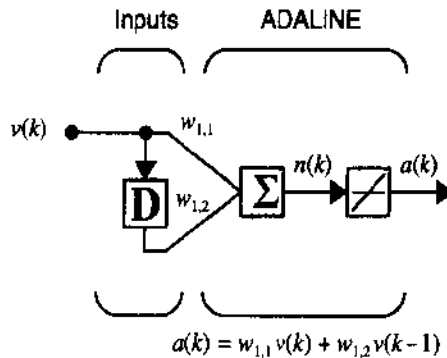 Inputs ADALINE
v(k) w1,1 n(k) a(k)
D w1,2 Σ
a(k) = w1,1 v(k) + w1,2 v(k−1)